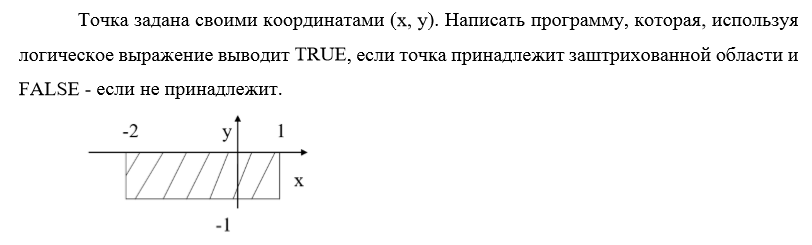 Точка задана своими координатами (x, y). Написать программу, которая, используя
логическое выражение выводит TRUE, если точка принадлежит заштрихованной области и
FALSE - если не принадлежит.
-2 y 1
x
-1